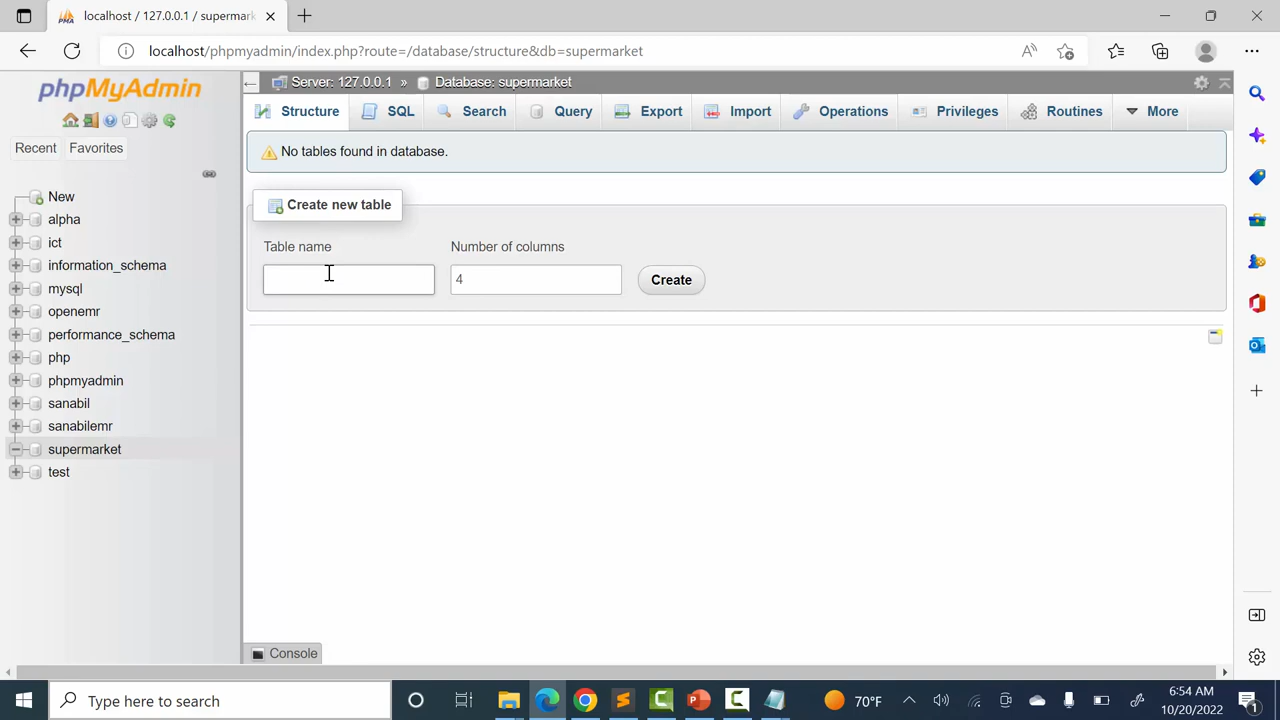 localhost / 127.0.0.1 / supermark
localhost/phpmyadmin/index.php?route=/database/structure&db=supermarket
phpMyAdmin
Recent
Favorites
New
alpha
ict
information_schema
mysql
openemr
performance_schema
php
phpmyadmin
sanabil
sanabilemr
supermarket
test
Server: 127.0.0.1 » Database: supermarket
Structure
SQL
Search
Query
Export
Import
Operations
Privileges
Routines
More
No tables found in database.
Create new table
Table name
Number of columns
4
Create
Console
Type here to search
70°F
6:54 AM
10/20/2022
1